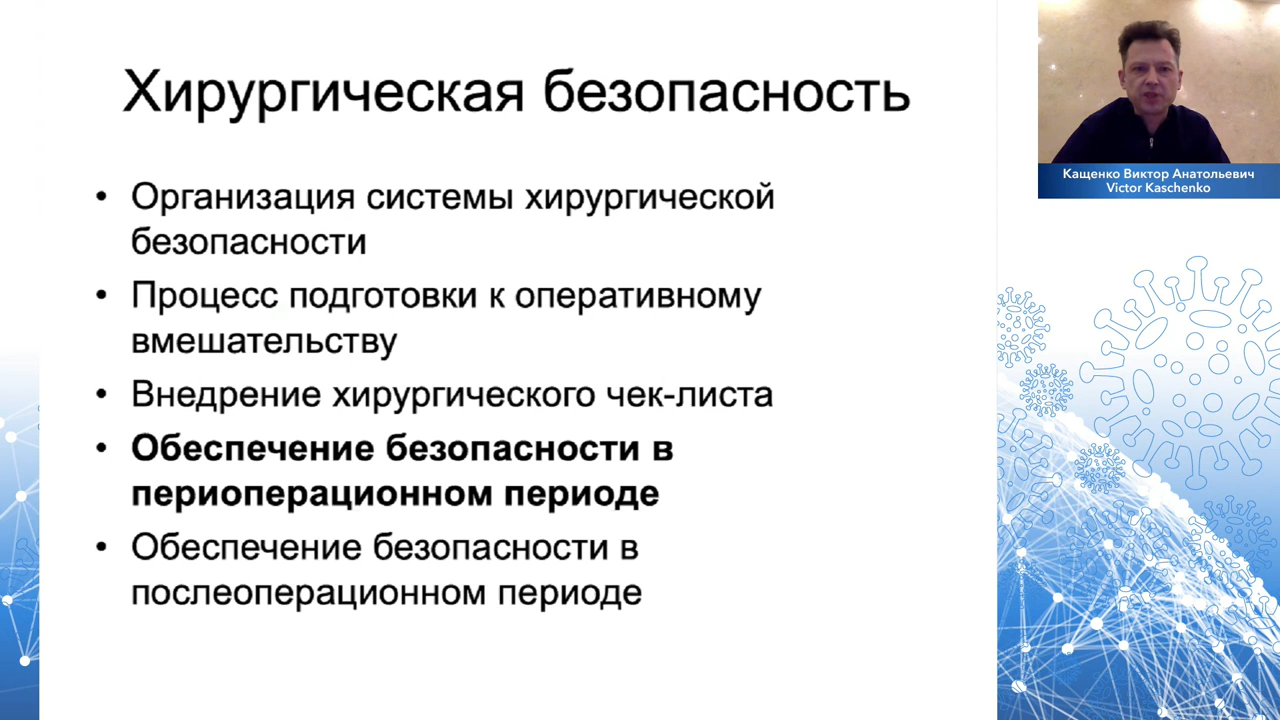 Хирургическая безопасность
• Организация системы хирургической
безопасности
• Процесс подготовки к оперативному
вмешательству
• Внедрение хирургического чек-листа
• Обеспечение безопасности в
периоперационном периоде
• Обеспечение безопасности в
послеоперационном периоде
Кащенко Виктор Анатольевич
Victor Kaschenko